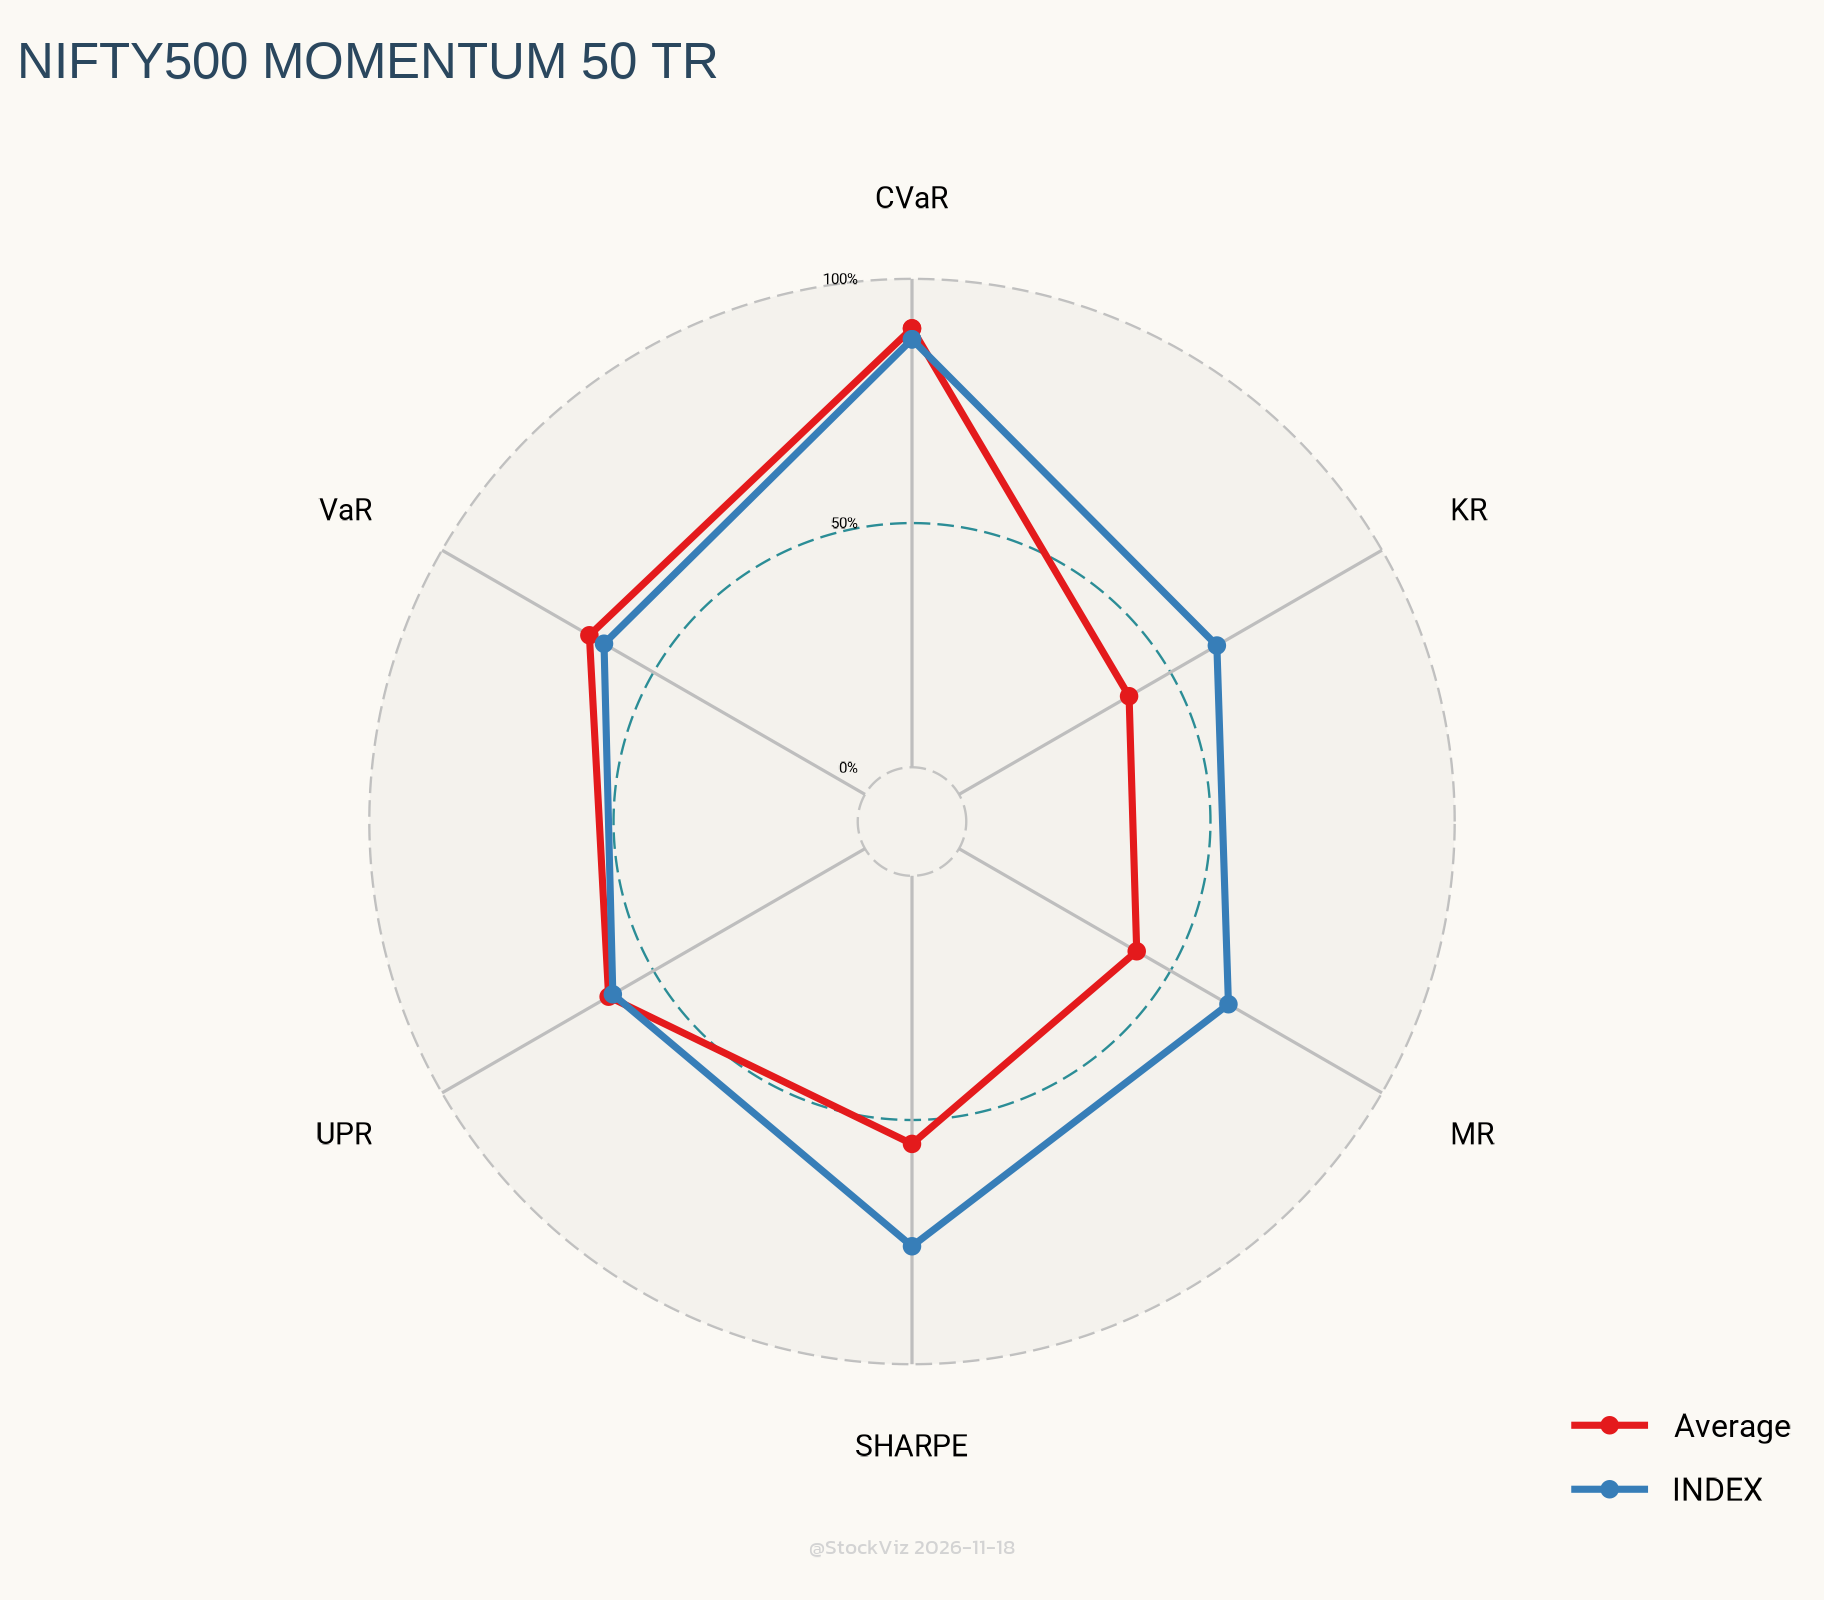 NIFTY500 MOMENTUM 50 TR
CVaR
100%
VaR
KR
50%
0%
UPR
MR
SHARPE
Average
INDEX
@StockViz 2026-11-18